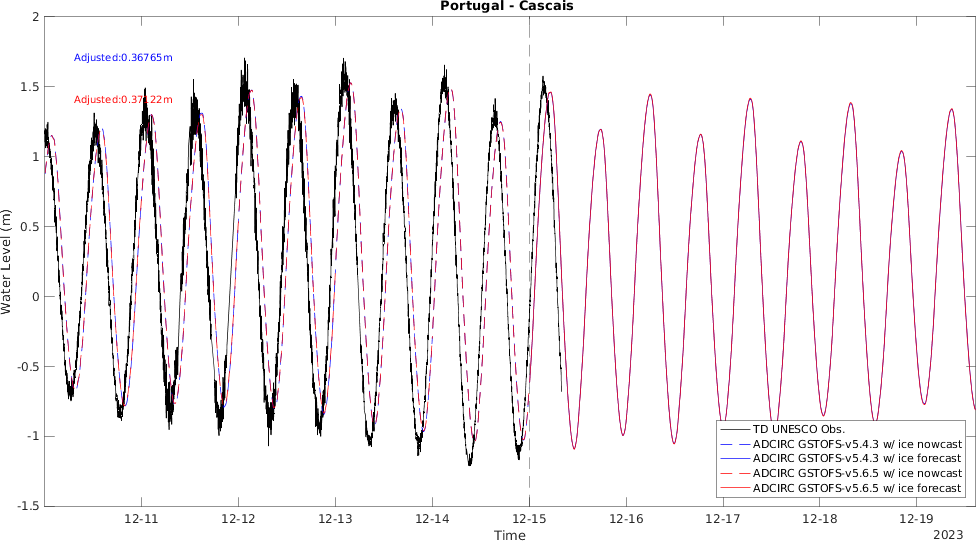 Portugal - Cascais
2
1.5
1
0.5
0
-0.5
-1
-1.5
Water Level (m)
Adjusted:0.36765m
Adjusted:0.37122m
TD UNESCO Obs.
ADCIRC GSTOFS-v5.4.3 w/ ice nowcast
ADCIRC GSTOFS-v5.4.3 w/ ice forecast
ADCIRC GSTOFS-v5.6.5 w/ ice nowcast
ADCIRC GSTOFS-v5.6.5 w/ ice forecast
12-11 12-12 12-13 12-14 12-15 12-16 12-17 12-18 12-19
Time
2023